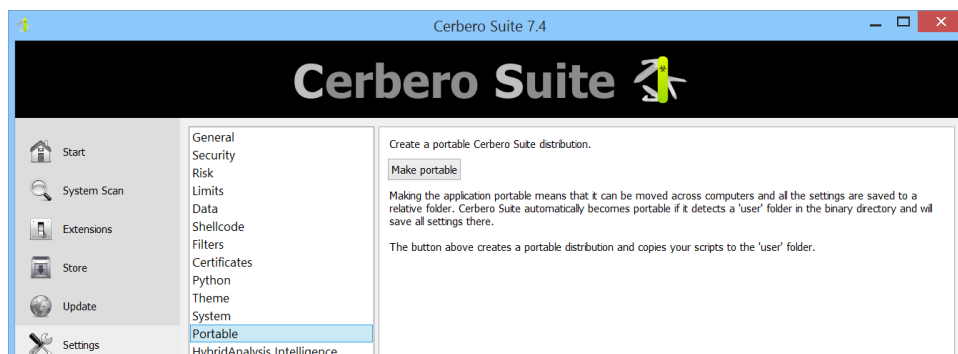 Cerbero Suite 7.4
Cerbero Suite
Start
System Scan
Extensions
Store
Update
Settings
General
Security
Risk
Limits
Data
Shellcode
Filters
Certificates
Python
Theme
System
Portable
HybridAnalysis Intelligence
Create a portable Cerbero Suite distribution.
Make portable
Making the application portable means that it can be moved across computers and all the settings are saved to a
relative folder. Cerbero Suite automatically becomes portable if it detects a 'user' folder in the binary directory and will
save all settings there.
The button above creates a portable distribution and copies your scripts to the 'user' folder.